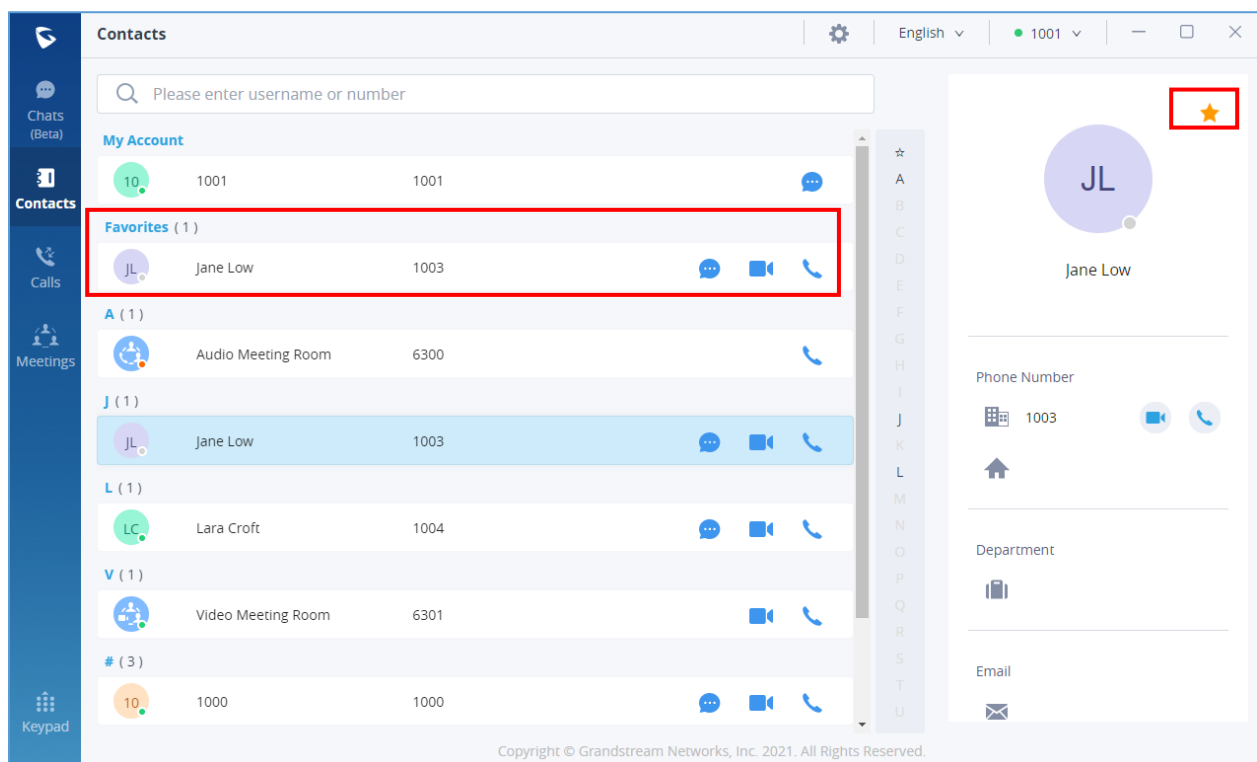 Contacts
English
1001
Chats
(Beta)
Contacts
Calls
Meetings
Keypad
Please enter username or number
My Account
10 1001 1001
Favorites (1)
JL Jane Low 1003
A (1)
Audio Meeting Room 6300
J (1)
JL Jane Low 1003
L (1)
LC Lara Croft 1004
V (1)
Video Meeting Room 6301
# (3)
10 1000 1000
A
B
C
D
E
F
G
H
I
J
K
L
M
N
O
P
Q
R
S
T
U
JL
Jane Low
Phone Number
1003
Department
Email
Copyright © Grandstream Networks, Inc. 2021. All Rights Reserved.